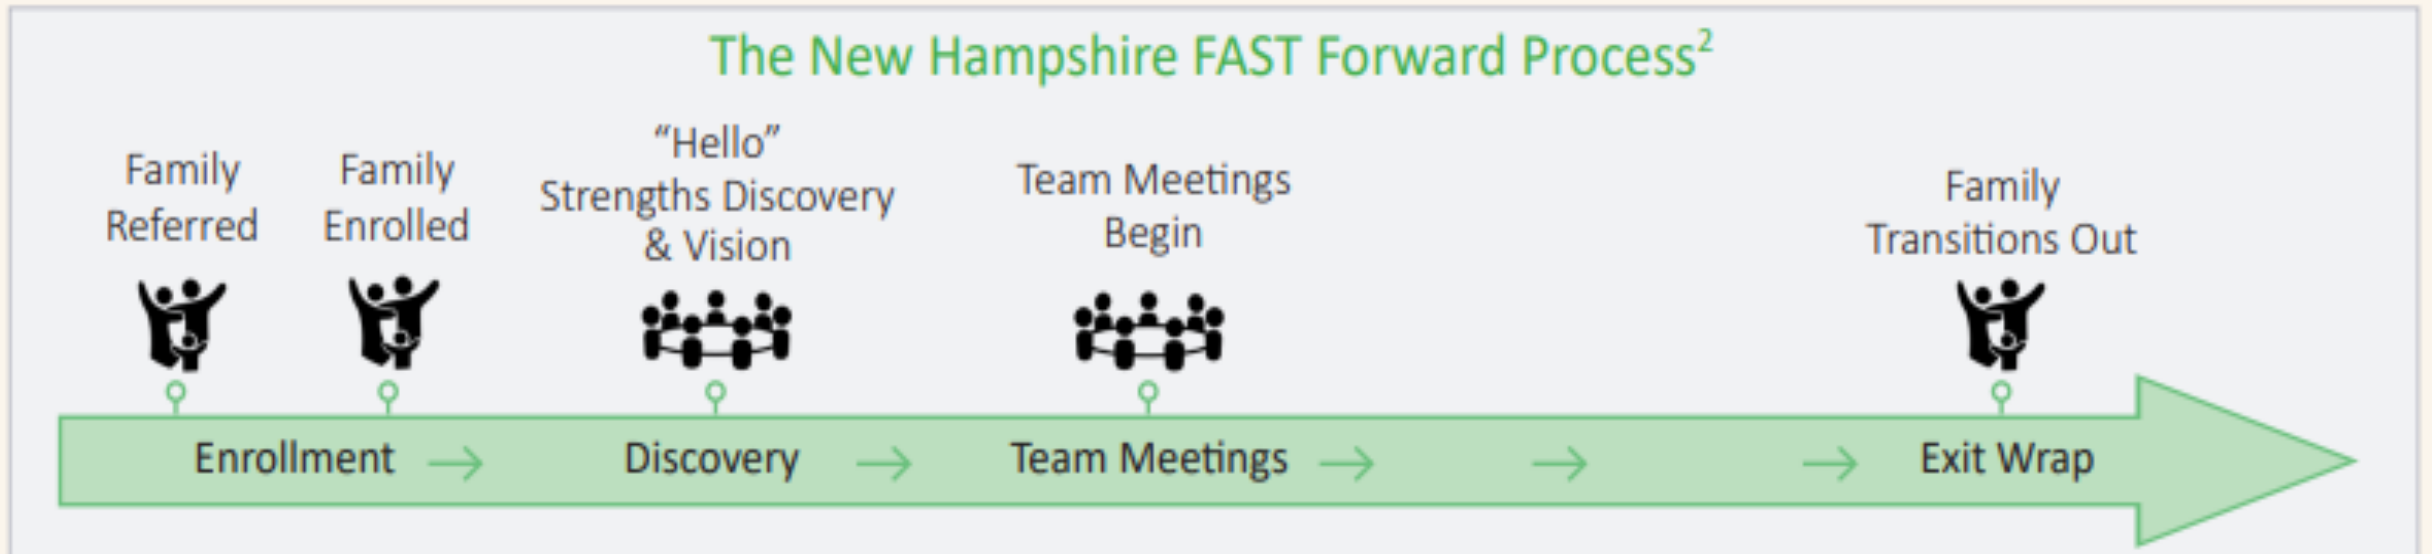 The New Hampshire FAST Forward Process²
Family
Referred
Family
Enrolled
“Hello”
Strengths Discovery
& Vision
Team Meetings
Begin
Family
Transitions Out
Enrollment → Discovery → Team Meetings → → → Exit Wrap